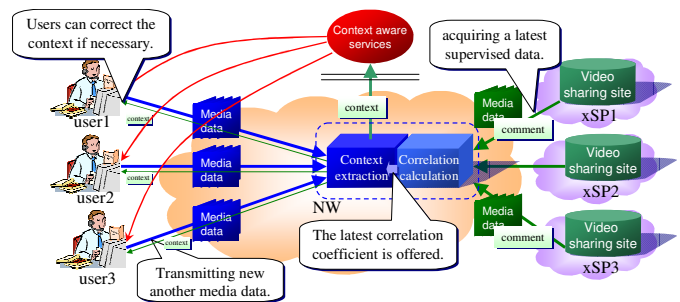 Users can correct the
context if necessary.
Context aware
services
acquiring a latest
supervised data.
Video
sharing site
xSP1
user1
context
Media
data
context
Media
data
comment
user2
context
Media
data
Context
extraction
Correlation
calculation
Video
sharing site
xSP2
NW
Media
data
Media
data
comment
Video
sharing site
xSP3
user3
context
The latest correlation
coefficient is offered.
Transmitting new
another media data.